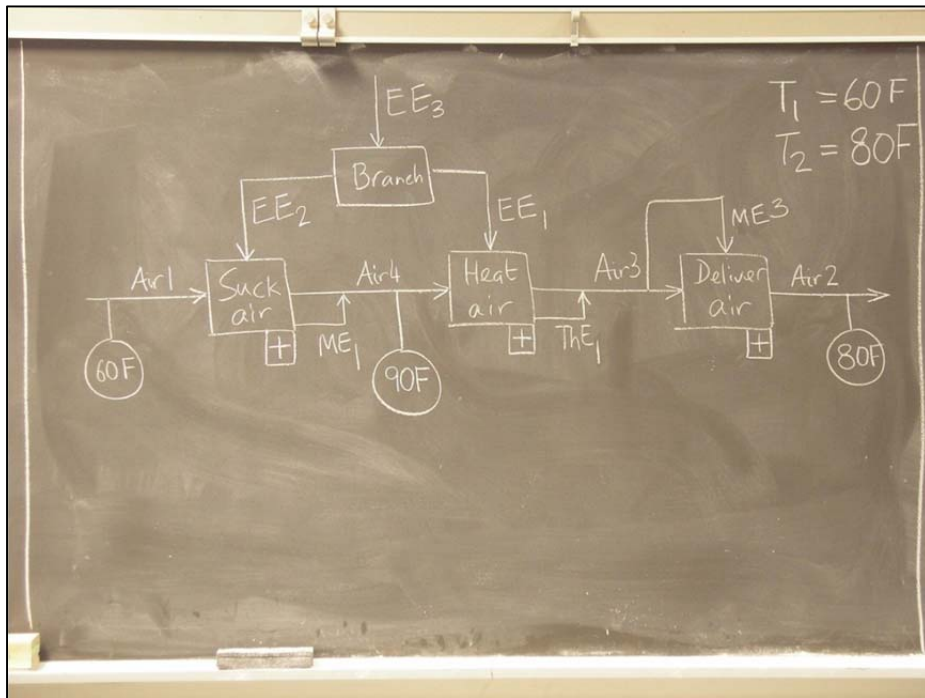 EE3
T1 = 60F
T2 = 80F
Branch
EE2
EE1
ME3
Air1
Suck air
Air4
Heat air
Air3
Deliver air
Air2
+
ME1
+
ThE1
+
60F
90F
80F